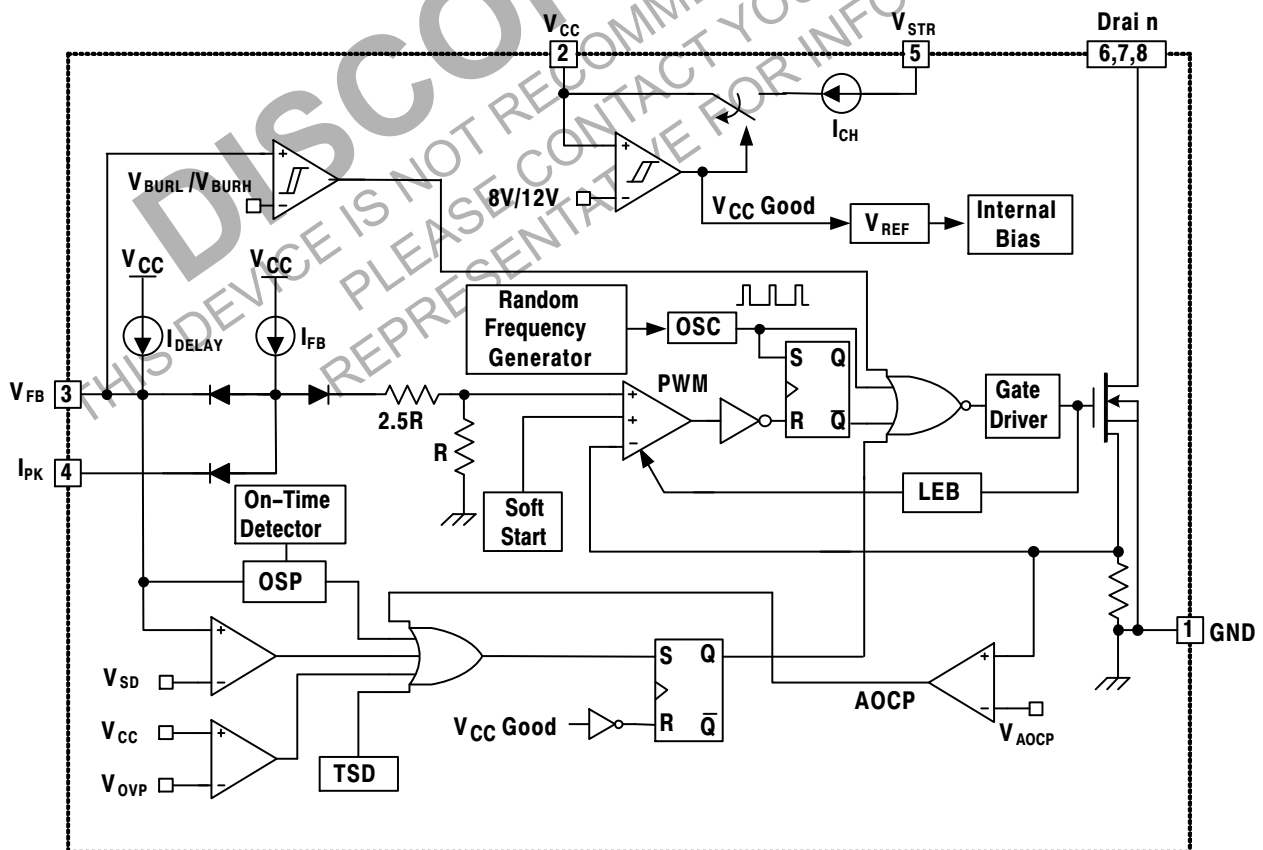 DISCO
THIS DEVICE IS NOT RECOMME
PLEASE CONTACT YOU
REPRESENTATIVE FOR INFO
VCC
2
VSTR
5
Drai n
6,7,8
ICH
VBURL /VBURH
+
−
8V/12V
+
−
VCC Good
VREF
Internal
Bias
VCC
VCC
IDELAY
IFB
Random
Frequency
Generator
OSC
VFB
3
2.5R
R
PWM
+
+
−
S
Q
R
Q̅
Gate
Driver
IPK
4
LEB
On−Time
Detector
Soft
Start
OSP
1
GND
+
−
VSD
S
Q
R
Q̅
+
−
AOCP
VAOCP
VCC
+
VOVP
−
VCC Good
TSD